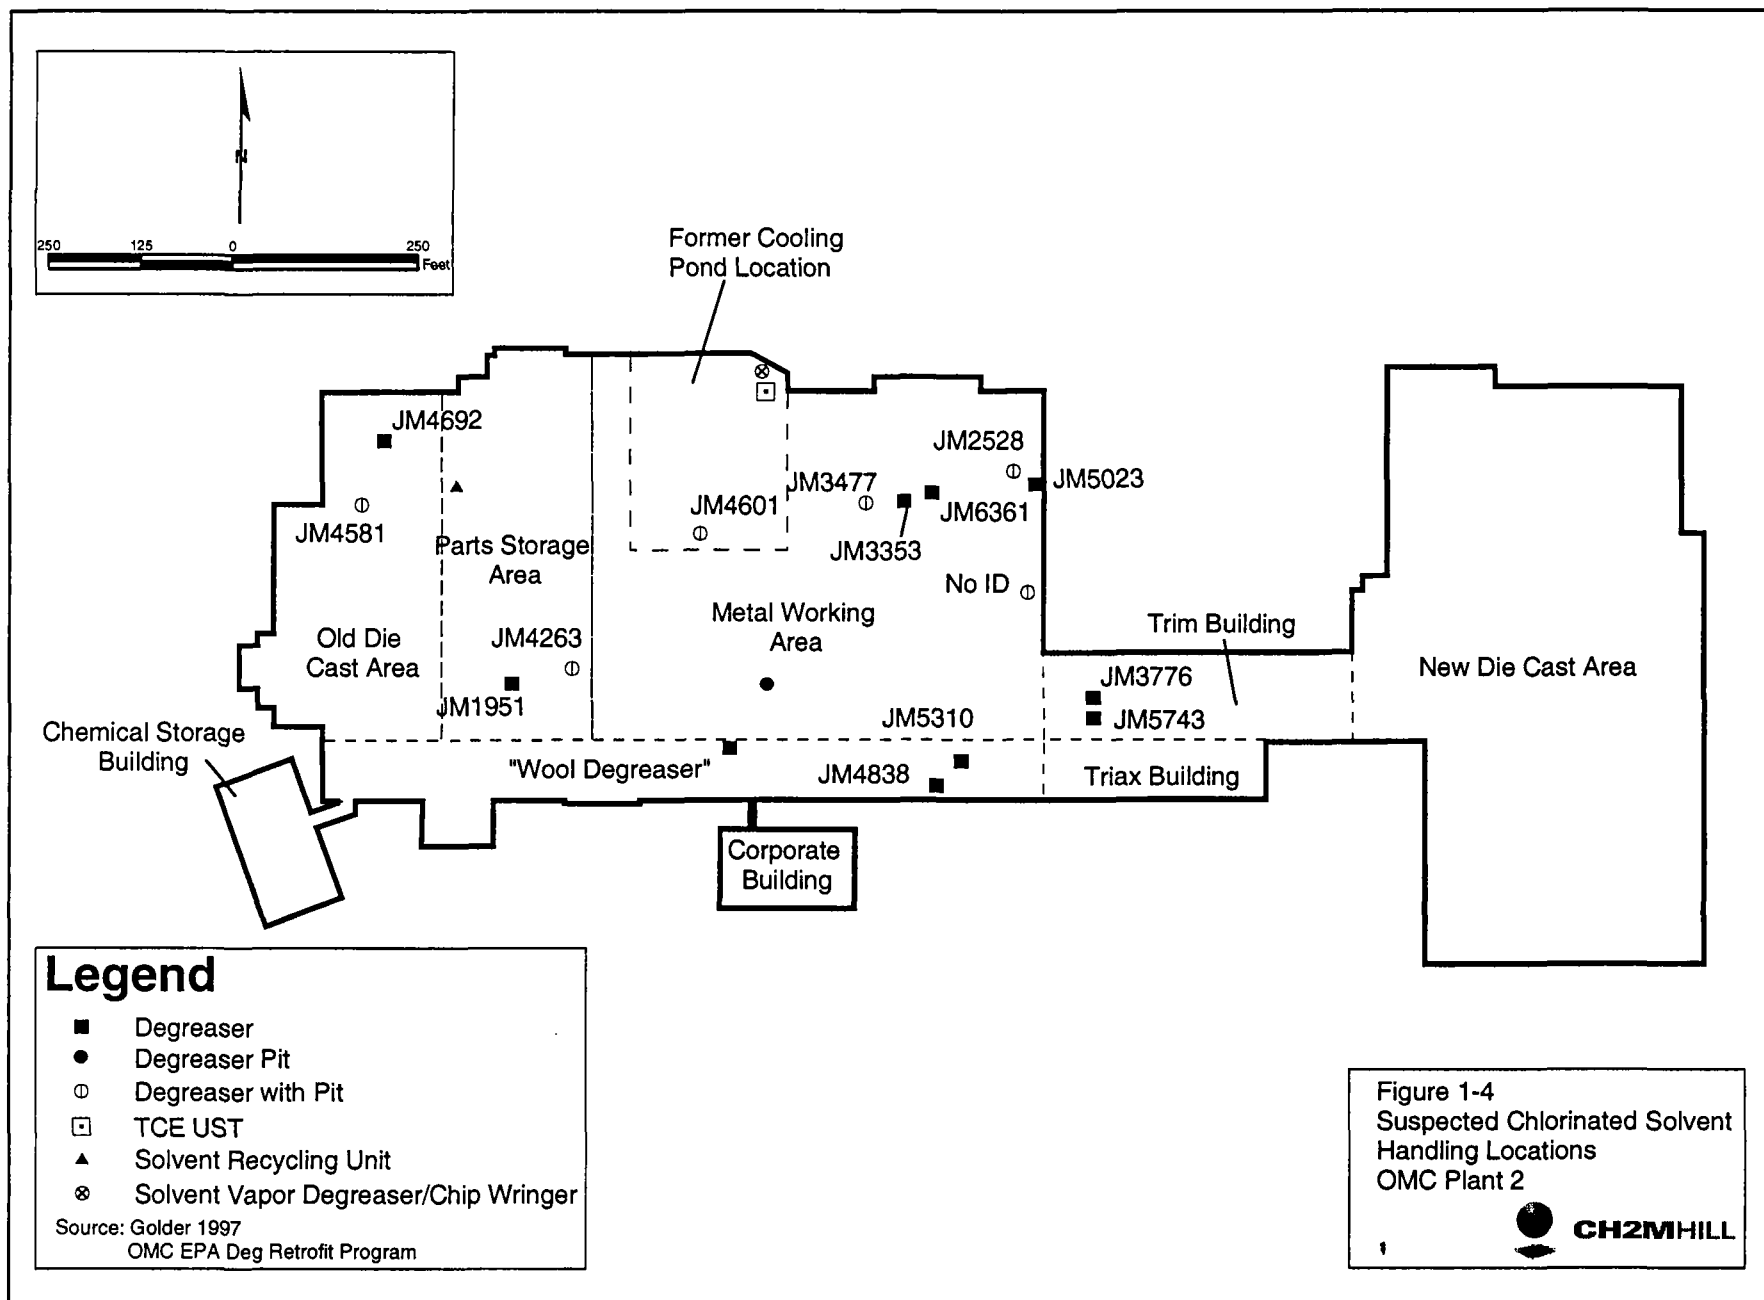 N
250 125 0 250
Feet
Former Cooling
Pond Location
JM4692
JM2528
JM5023
JM3477
JM4601
JM6361
JM4581
JM3353
Parts Storage
Area
No ID
Metal Working
Area
Trim Building
Old Die
Cast Area
JM4263
New Die Cast Area
JM3776
JM1951
JM5310
JM5743
Chemical Storage
Building
"Wool Degreaser"
JM4838
Triax Building
Corporate
Building
Legend
Degreaser
Degreaser Pit
Degreaser with Pit
TCE UST
Solvent Recycling Unit
Solvent Vapor Degreaser/Chip Wringer
Source: Golder 1997
OMC EPA Deg Retrofit Program
Figure 1-4
Suspected Chlorinated Solvent
Handling Locations
OMC Plant 2
CH2MHILL